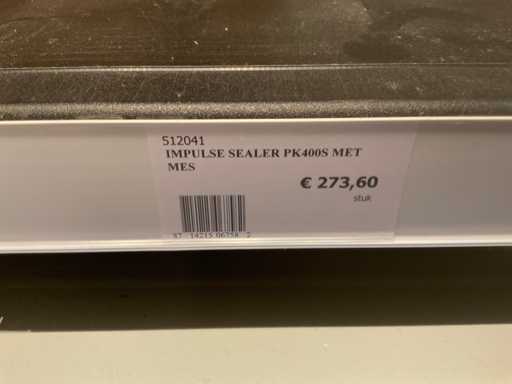 512041
IMPULSE SEALER PK400S MET
MES
€ 273,60
stuk